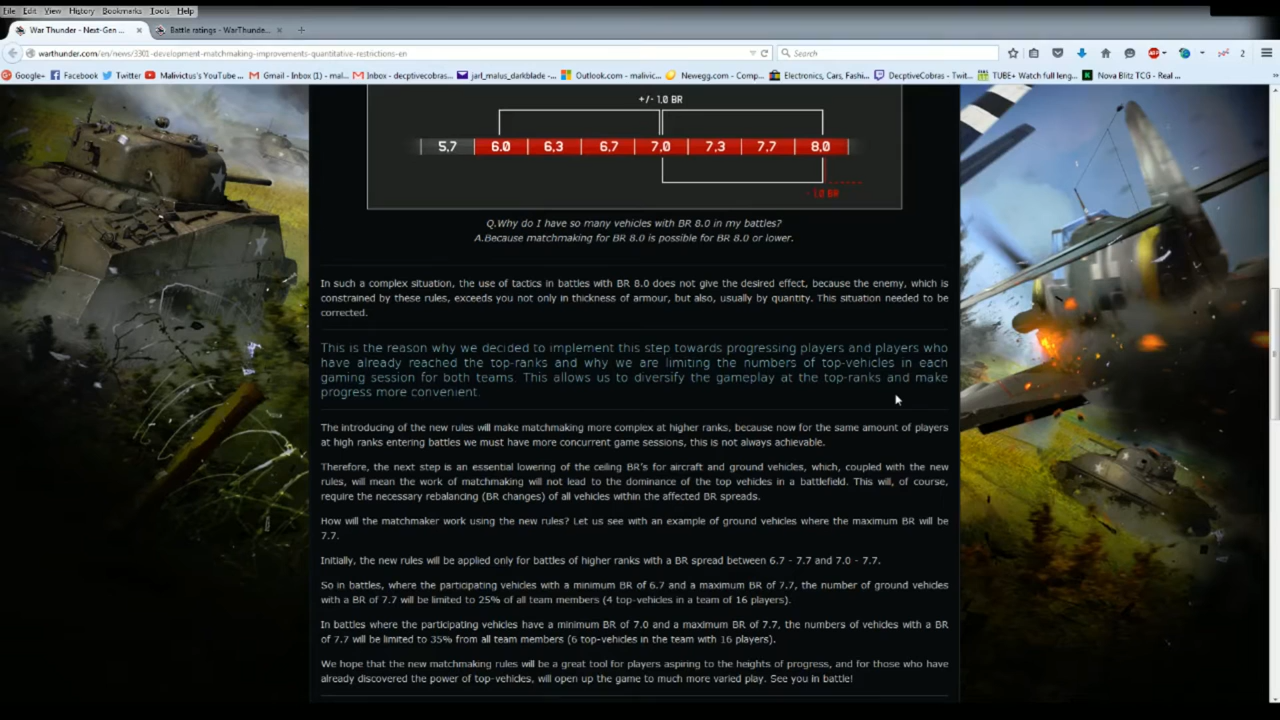 File Edit View History Bookmarks Tools Help
War Thunder - Next-Gen ... × Battle ratings - WarThunde... × +
warthunder.com/en/news/3301-development-matchmaking-improvements-quantitative-restrictions-en Search 2
Google+ Facebook Twitter Malivictus's YouTube... Gmail - Inbox (1) - mal... Inbox - decptivecobras... jarl_malus_darkblade -... Outlook.com - malivic... Newegg.com - Comp... Electronics, Cars, Fashi... DecptiveCobras - Twit... TUBE+ Watch full leng... Nova Blitz TCG - Real ...
+/- 1.0 BR
5.7 6.0 6.3 6.7 7.0 7.3 7.7 8.0
- 1.0 BR
Q.Why do I have so many vehicles with BR 8.0 in my battles?
A.Because matchmaking for BR 8.0 is possible for BR 8.0 or lower.
In such a complex situation, the use of tactics in battles with BR 8.0 does not give the desired effect, because the enemy, which is
constrained by these rules, exceeds you not only in thickness of armour, but also, usually by quantity. This situation needed to be
corrected.
This is the reason why we decided to implement this step towards progressing players and players who
have already reached the top-ranks and why we are limiting the numbers of top-vehicles in each
gaming session for both teams. This allows us to diversify the gameplay at the top-ranks and make
progress more convenient.
The introducing of the new rules will make matchmaking more complex at higher ranks, because now for the same amount of players
at high ranks entering battles we must have more concurrent game sessions, this is not always achievable.
Therefore, the next step is an essential lowering of the ceiling BR's for aircraft and ground vehicles, which, coupled with the new
rules, will mean the work of matchmaking will not lead to the dominance of the top vehicles in a battlefield. This will, of course,
require the necessary rebalancing (BR changes) of all vehicles within the affected BR spreads.
How will the matchmaker work using the new rules? Let us see with an example of ground vehicles where the maximum BR will be
7.7.
Initially, the new rules will be applied only for battles of higher ranks with a BR spread between 6.7 - 7.7 and 7.0 - 7.7.
So in battles, where the participating vehicles with a minimum BR of 6.7 and a maximum BR of 7.7, the number of ground vehicles
with a BR of 7.7 will be limited to 25% of all team members (4 top-vehicles in a team of 16 players).
In battles where the participating vehicles have a minimum BR of 7.0 and a maximum BR of 7.7, the numbers of vehicles with a BR
of 7.7 will be limited to 35% from all team members (6 top-vehicles in the team with 16 players).
We hope that the new matchmaking rules will be a great tool for players aspiring to the heights of progress, and for those who have
already discovered the power of top-vehicles, will open up the game to much more varied play. See you in battle!